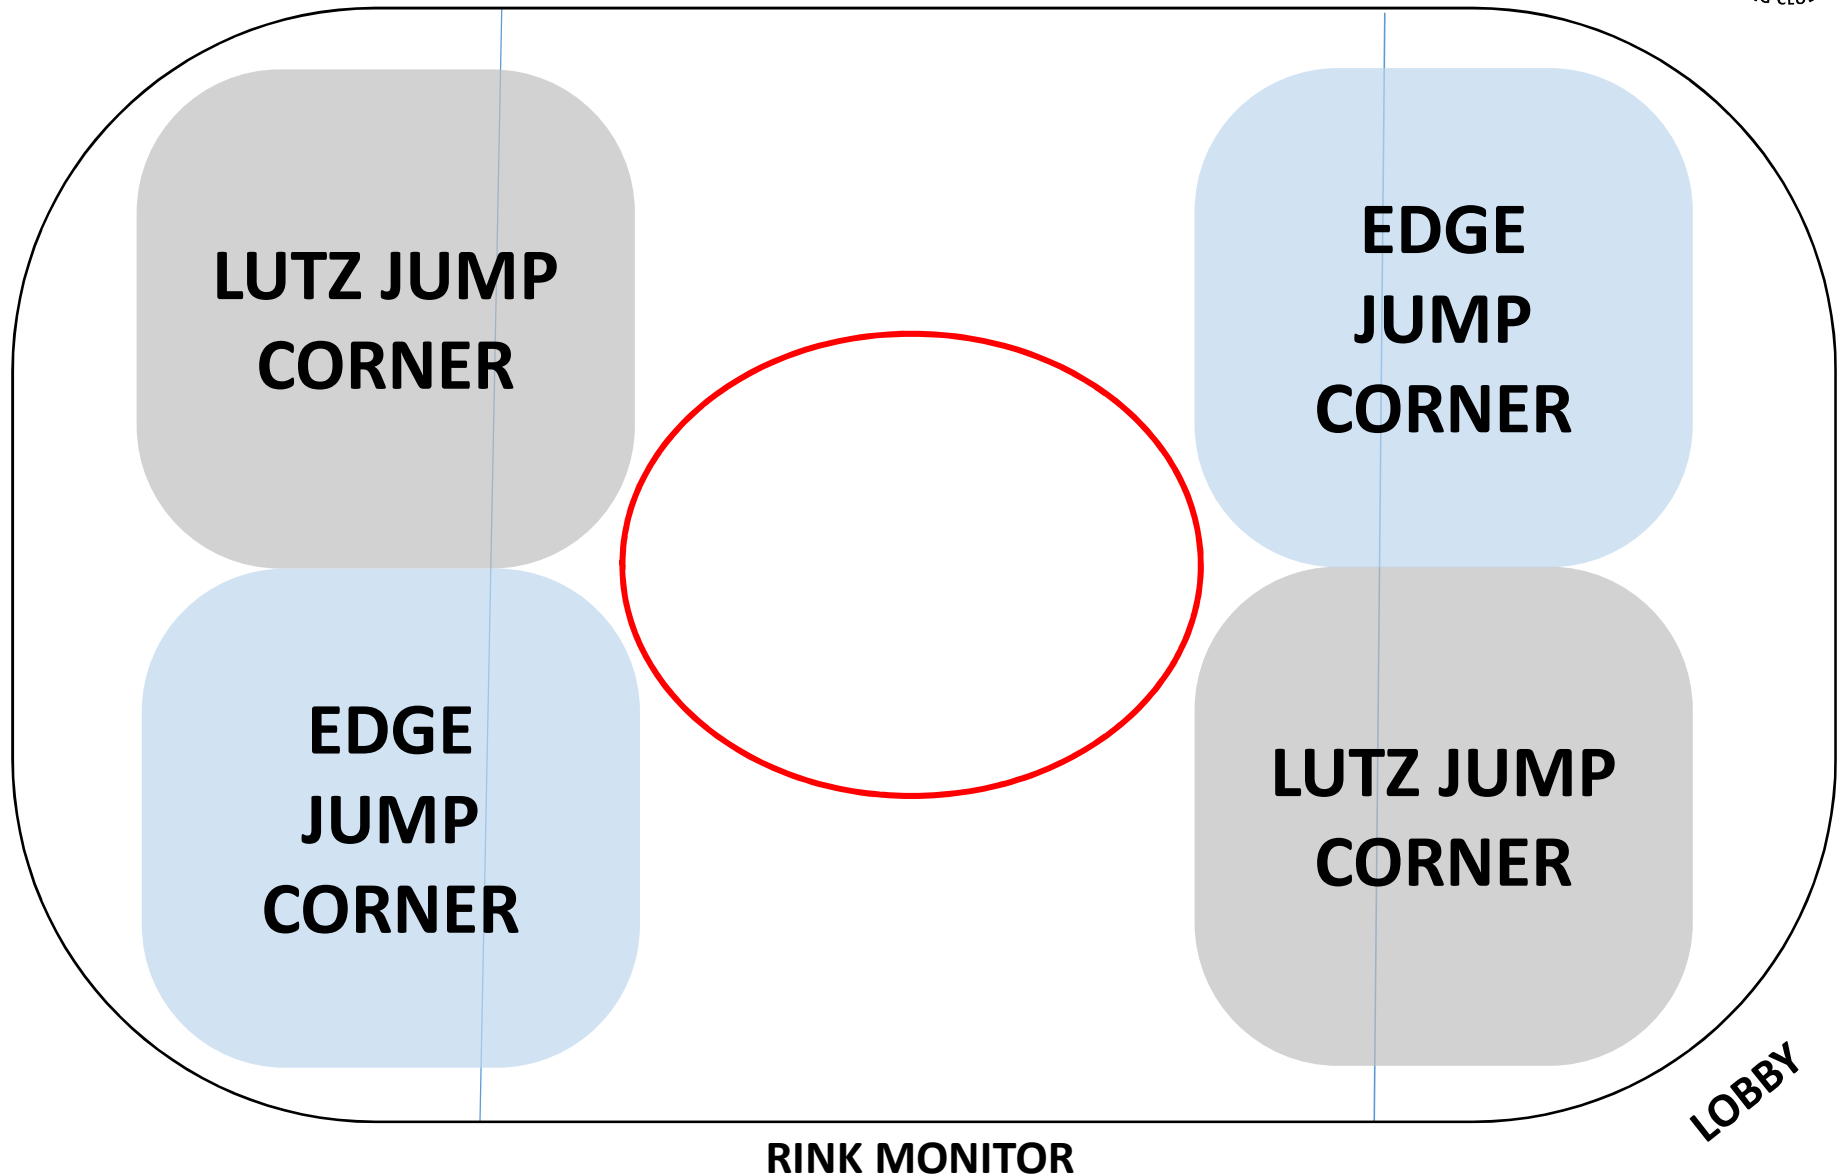 LUTZ JUMP
CORNER
EDGE
JUMP
CORNER
EDGE
JUMP
CORNER
LUTZ JUMP
CORNER
LOBBY
RINK MONITOR